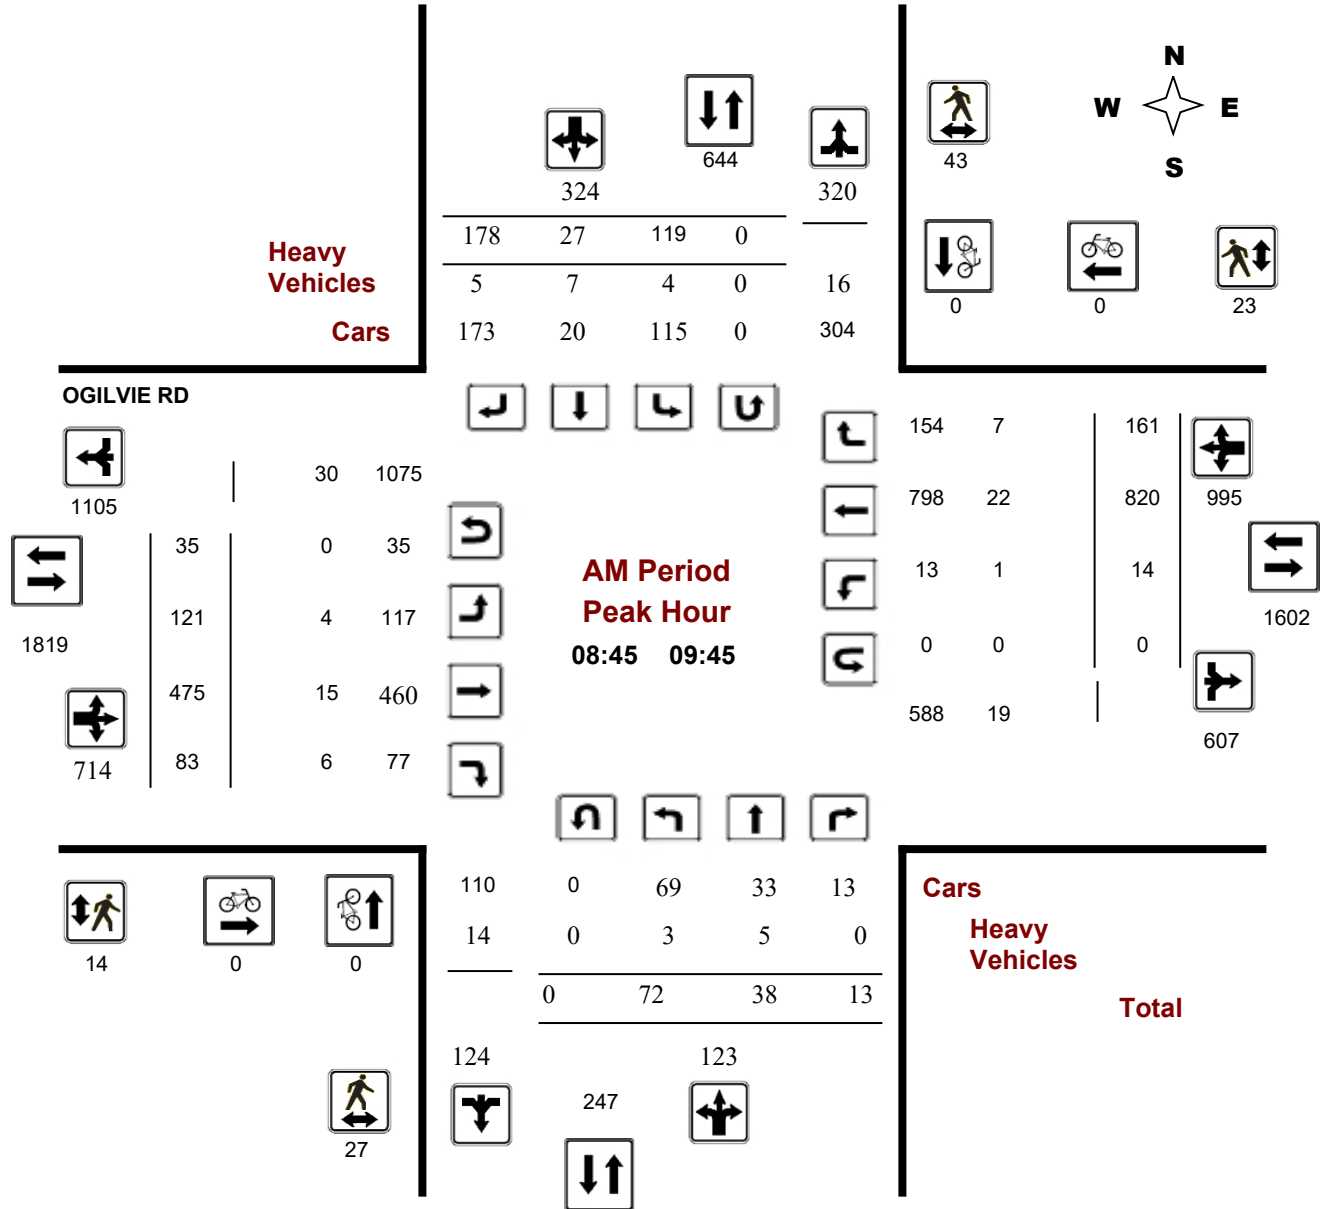 N
W E
S
644
43
324 320
178 27 119 0
Heavy
Vehicles
5 7 4 0 16
0 0 23
Cars
173 20 115 0 304
OGILVIE RD
154 7 161
30 1075
1105
798 22 820 995
35 0 35
AM Period
13 1 14
Peak Hour
121 4 117
1602
1819
08:45 09:45
0 0 0
475 15 460
588 19
607
714 83 6 77
110 0 69 33 13
Cars
14 0 3 5 0
Heavy
Vehicles
14 0 0
0 72 38 13
Total
124 123
247
27